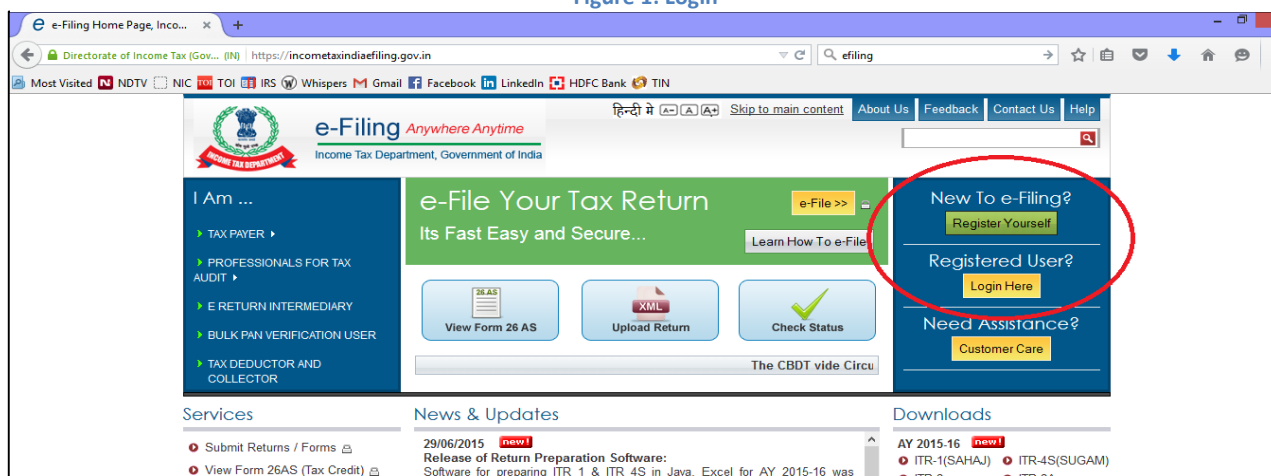 Figure 1: Login
e e-Filing Home Page, Inco... × +
Directorate of Income Tax (Gov... (IN) https://incometaxindiaefiling.gov.in efiling
Most Visited NDTV NIC TOI TOI IRS Whispers Gmail Facebook LinkedIn HDFC Bank TIN
हिन्दी मे A- A A+ Skip to main content About Us Feedback Contact Us Help
e-Filing Anywhere Anytime
Income Tax Department, Government of India
INCOME TAX DEPARTMENT
I Am ...
TAX PAYER
PROFESSIONALS FOR TAX
AUDIT
E RETURN INTERMEDIARY
BULK PAN VERIFICATION USER
TAX DEDUCTOR AND
COLLECTOR
e-File Your Tax Return
e-File >>
Its Fast Easy and Secure...
Learn How To e-File
26 AS
View Form 26 AS
XML
Upload Return
Check Status
The CBDT vide Circu
New To e-Filing?
Register Yourself
Registered User?
Login Here
Need Assistance?
Customer Care
Services
Submit Returns / Forms
View Form 26AS (Tax Credit)
News & Updates
29/06/2015 new!
Release of Return Preparation Software:
Software for preparing ITR 1 & ITR 4S in Java, Excel for AY 2015-16 was
Downloads
AY 2015-16 new!
ITR-1(SAHAJ) ITR-4S(SUGAM)